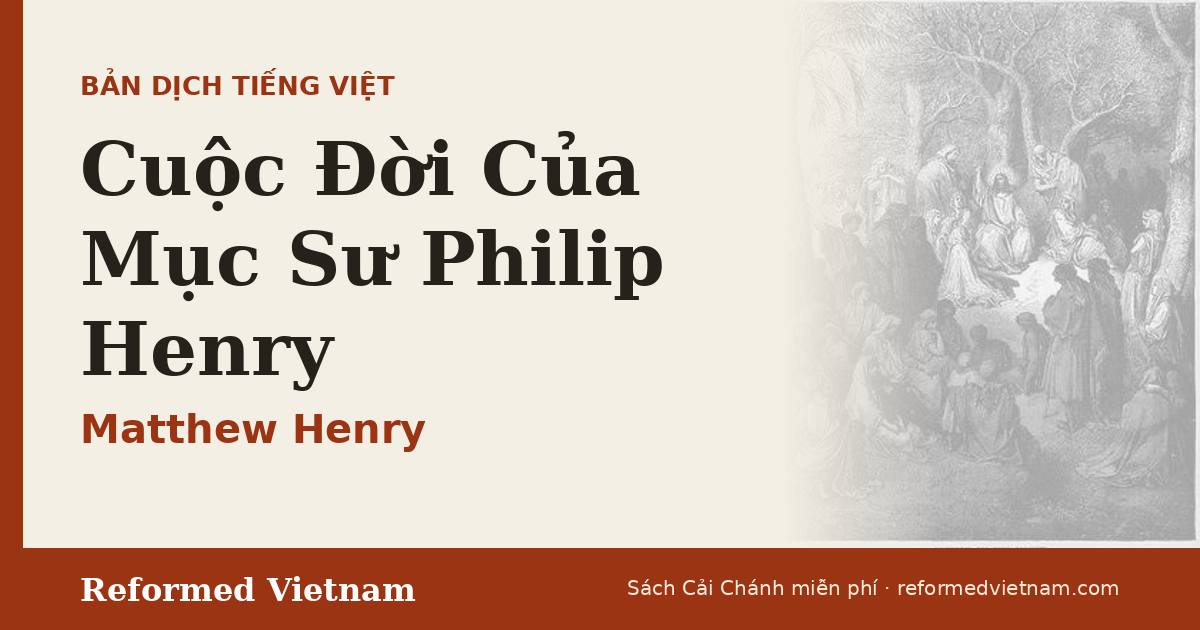 BẢN DỊCH TIẾNG VIỆT
Cuộc Đời Của
Mục Sư Philip
Henry
Matthew Henry
Reformed Vietnam
Sách Cải Chánh miễn phí · reformedvietnam.com